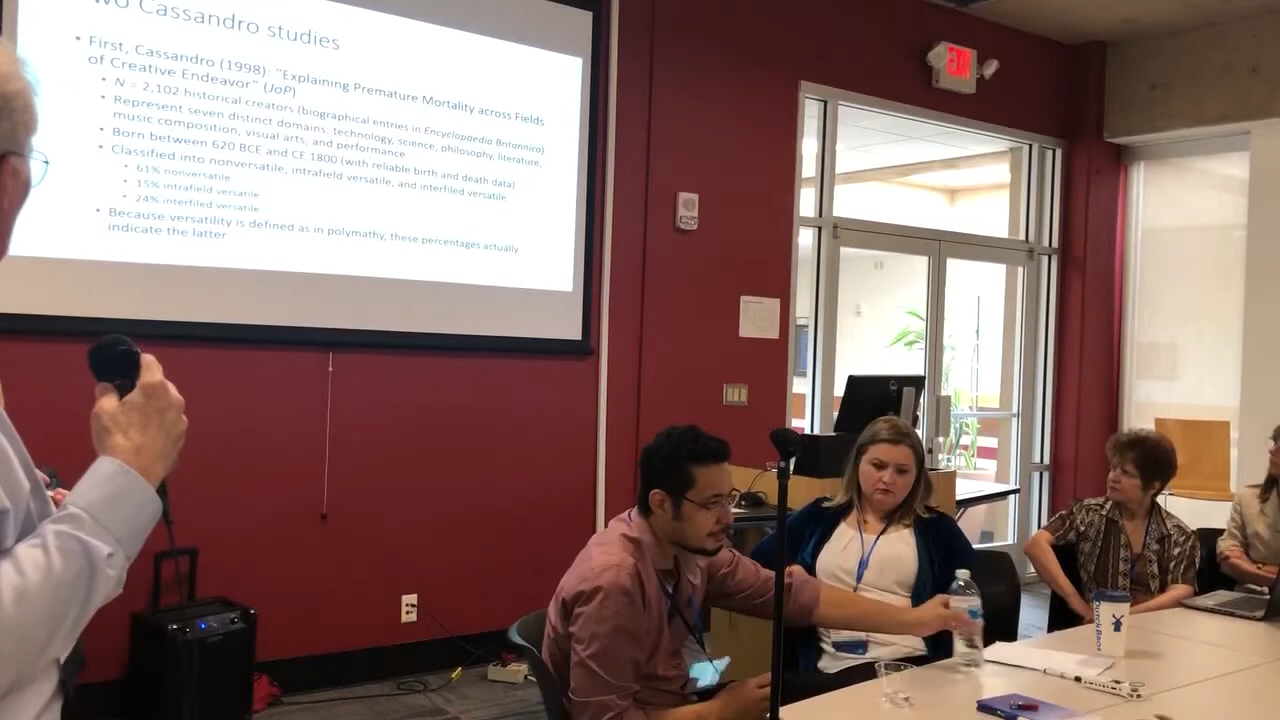 wo Cassandro studies
• First, Cassandro (1998): "Explaining Premature Mortality across Fields
of Creative Endeavor" (JoP)
• N = 2,102 historical creators (biographical entries in Encyclopaedia Britannica)
• Represent seven distinct domains: technology, science, philosophy, literature,
music composition, visual arts, and performance
• Born between 620 BCE and CE 1800 (with reliable birth and death data)
• Classified into nonversatile, intrafield versatile, and interfiled versatile
• 61% nonversatile
• 15% intrafield versatile
• 24% interfiled versatile
• Because versatility is defined as in polymathy, these percentages actually
indicate the latter
EXIT
Dutch Bros